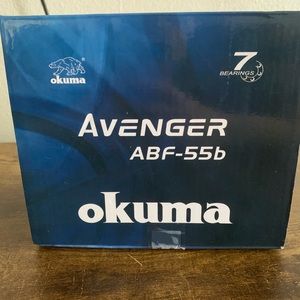 okuma
7
BEARINGS
AVENGER
ABF-55b
okuma